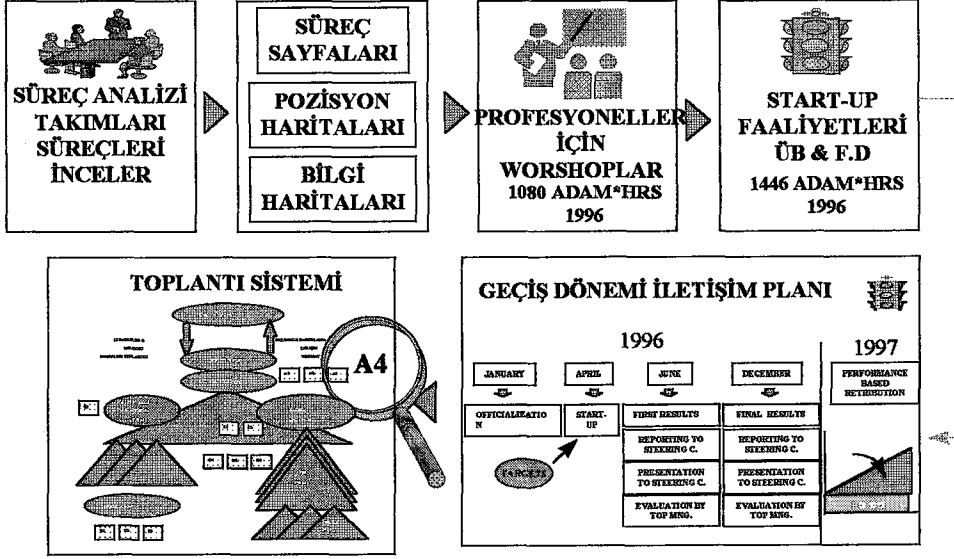 SÜREÇ ANALİZİ
TAKIMLARI
SÜREÇLERİ
İNCELER
SÜREÇ
SAYFALARI
POZİSYON
HARİTALARI
BİLGİ
HARİTALARI
PROFESYONELLER
İÇİN
WORSHOPLAR
1080 ADAM*HRS
1996
START-UP
FAALİYETLERİ
ÜB & F.D
1446 ADAM*HRS
1996
TOPLANTI SİSTEMİ
A4
GEÇİŞ DÖNEMİ İLETİŞİM PLANI
1996
1997
JANUARY
APRIL
JUNE
DECEMBER
PERFORMANCE
BASED
RETRIBUTION
OFFICIALIZATIO
N
START-
UP
FIRST RESULTS
FINAL RESULTS
REPORTING TO
STEERING C.
REPORTING TO
STEERING C.
TARGETS
PRESENTATION
TO STEERING C.
PRESENTATION
TO STEERING C.
EVALUATION BY
TOP MNG.
EVALUATION BY
TOP MNG.